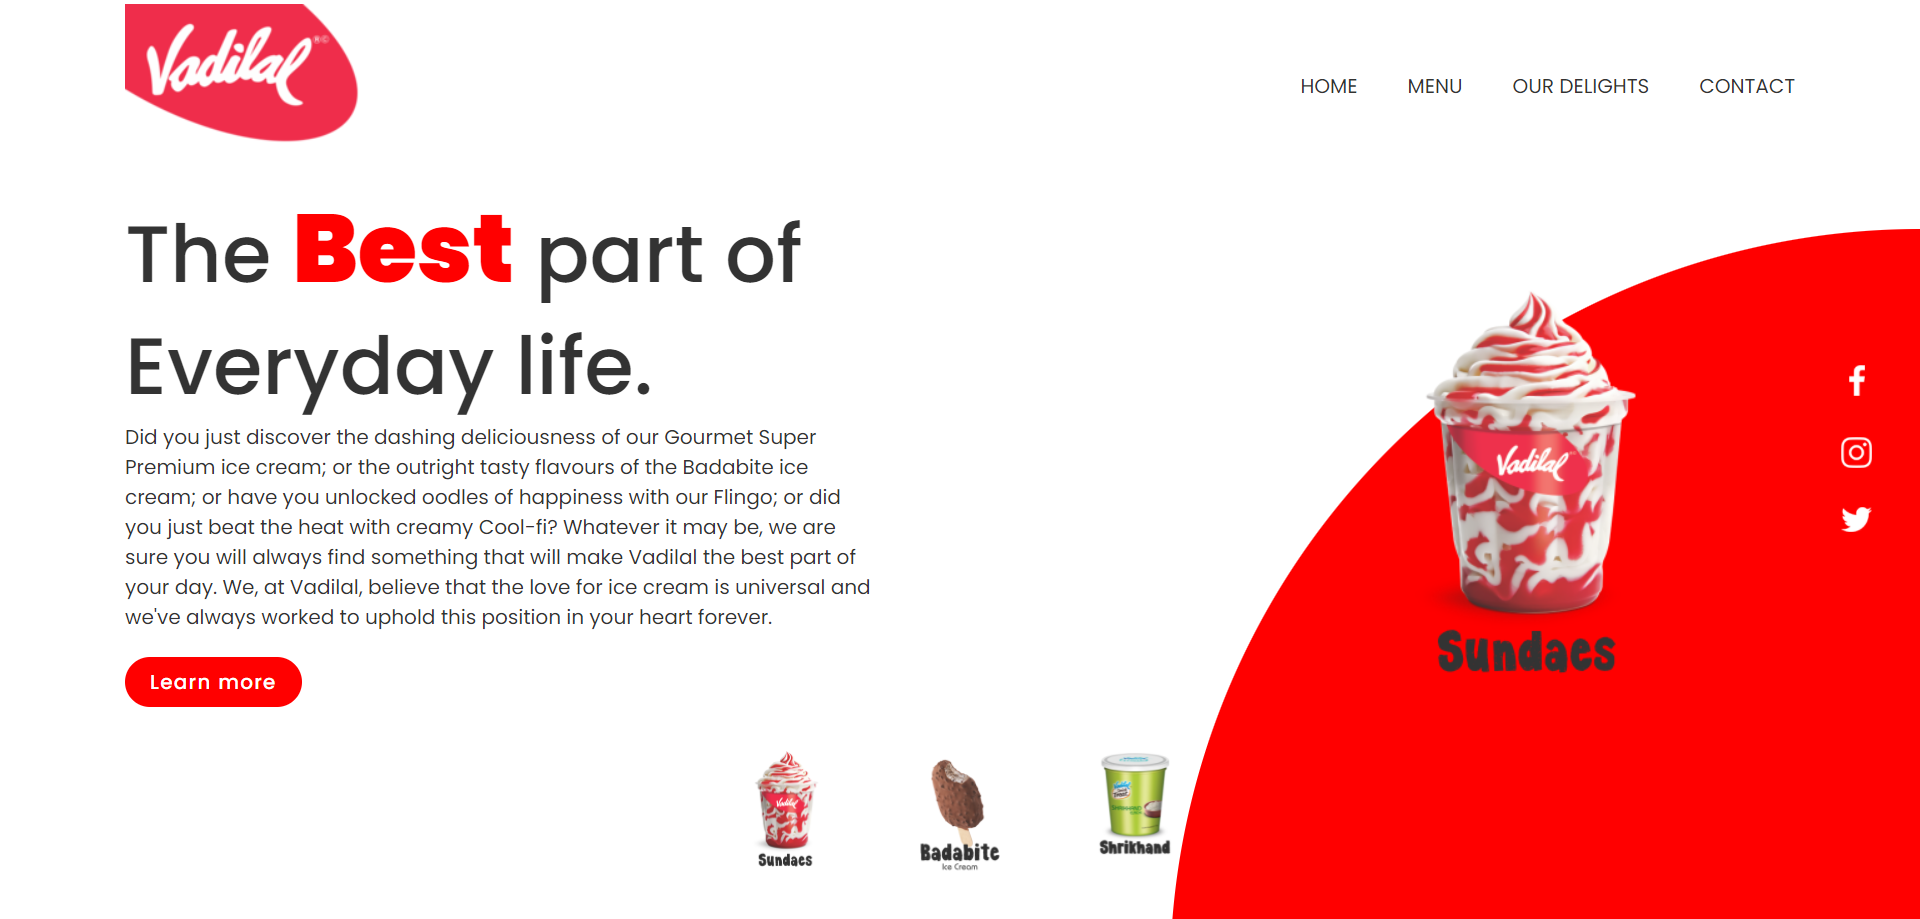 Vadilal
HOME MENU OUR DELIGHTS CONTACT
The Best part of
Everyday life.
Did you just discover the dashing deliciousness of our Gourmet Super
Premium ice cream; or the outright tasty flavours of the Badabite ice
cream; or have you unlocked oodles of happiness with our Flingo; or did
you just beat the heat with creamy Cool-fi? Whatever it may be, we are
sure you will always find something that will make Vadilal the best part of
your day. We, at Vadilal, believe that the love for ice cream is universal and
we've always worked to uphold this position in your heart forever.
Learn more
Vadilal
Sundaes
Vadilal
Sundaes
Badabite
Ice Cream
Shrikhand